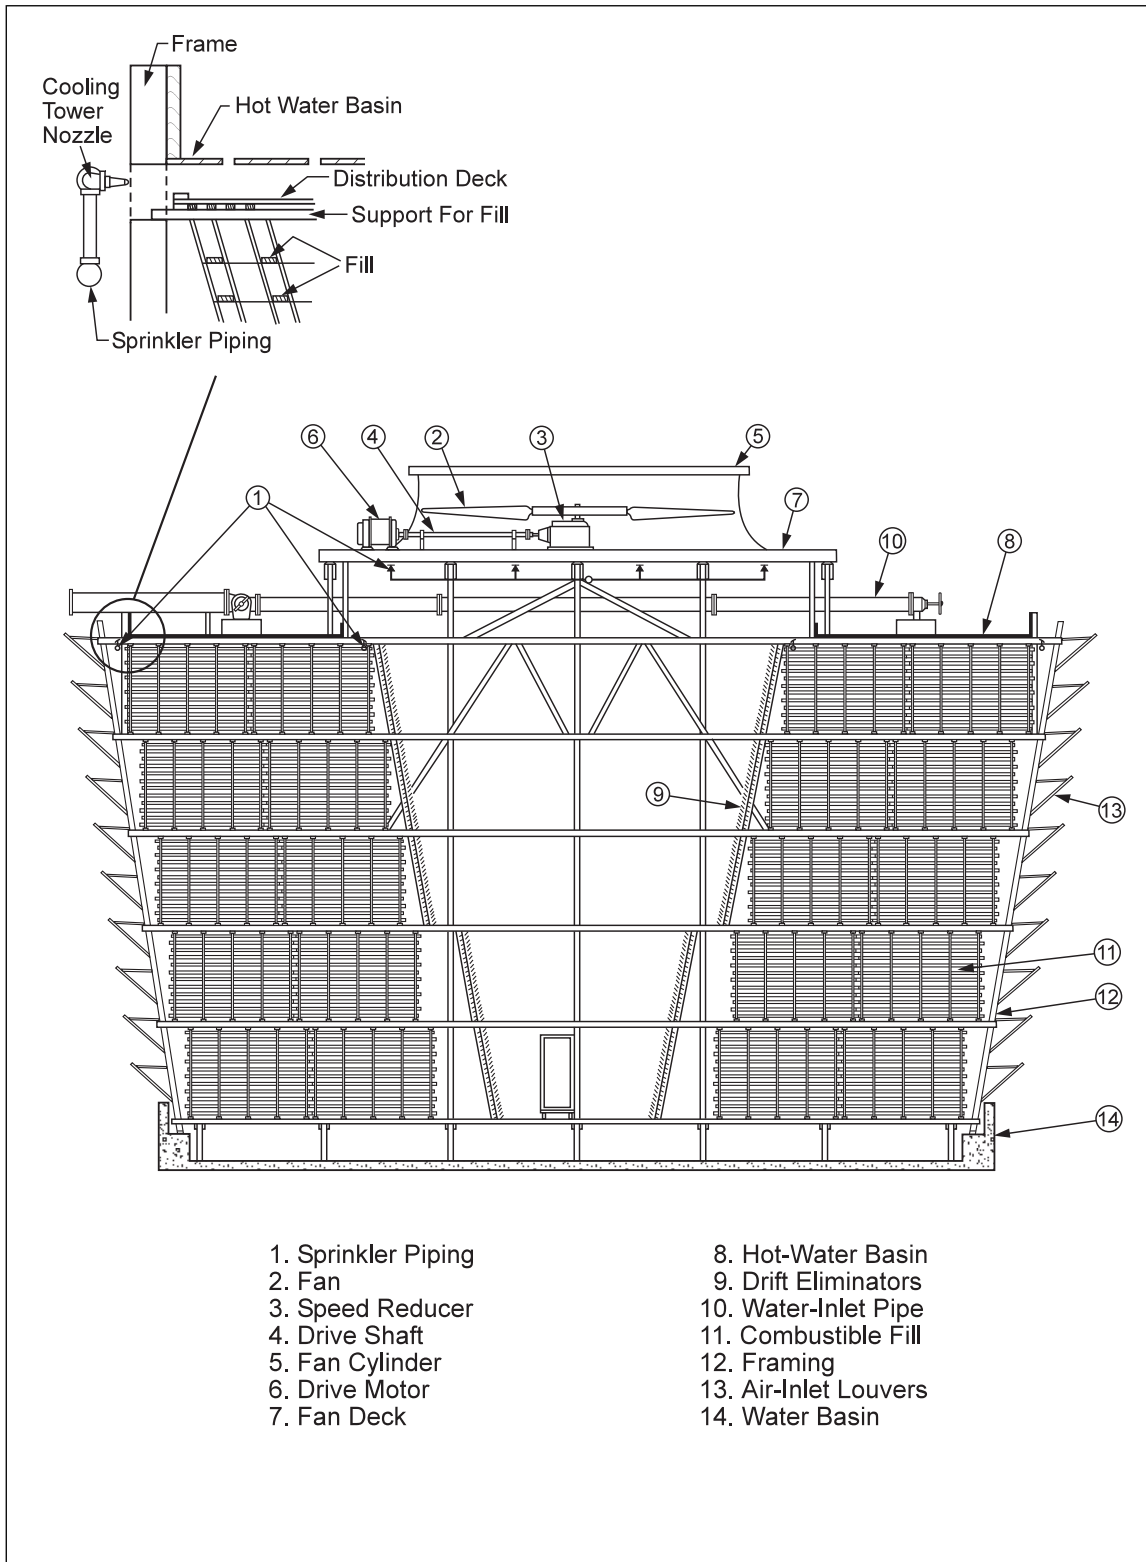 Frame
Cooling
Tower
Nozzle
Hot Water Basin
Distribution Deck
Support For Fill
Fill
Sprinkler Piping
6
4
2
3
5
1
7
10
8
9
13
11
12
14
1. Sprinkler Piping
2. Fan
3. Speed Reducer
4. Drive Shaft
5. Fan Cylinder
6. Drive Motor
7. Fan Deck
8. Hot-Water Basin
9. Drift Eliminators
10. Water-Inlet Pipe
11. Combustible Fill
12. Framing
13. Air-Inlet Louvers
14. Water Basin